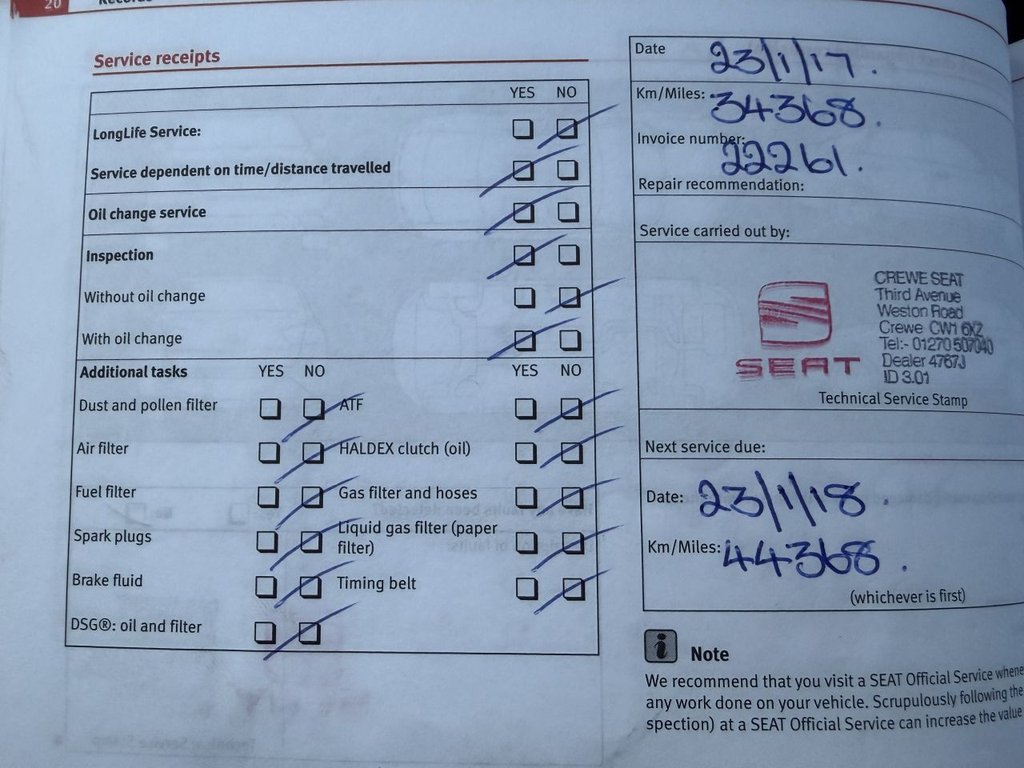 20 Records
Service receipts
YES NO
LongLife Service:
Service dependent on time/distance travelled
Oil change service
Inspection
Without oil change
With oil change
Additional tasks YES NO YES NO
Dust and pollen filter ATF
Air filter HALDEX clutch (oil)
Fuel filter Gas filter and hoses
Spark plugs Liquid gas filter (paper
filter)
Brake fluid Timing belt
DSG®: oil and filter
Date 23/1/17.
Km/Miles: 34368.
Invoice number: 22261.
Repair recommendation:
Service carried out by:
SEAT
CREWE SEAT
Third Avenue
Weston Road
Crewe CW1 6XZ
Tel:- 01270 507040
Dealer 4767J
ID 3.01
Technical Service Stamp
Next service due:
Date: 23/1/18.
Km/Miles: 44368.
(whichever is first)
i Note
We recommend that you visit a SEAT Official Service whene
any work done on your vehicle. Scrupulously following the
spection) at a SEAT Official Service can increase the value